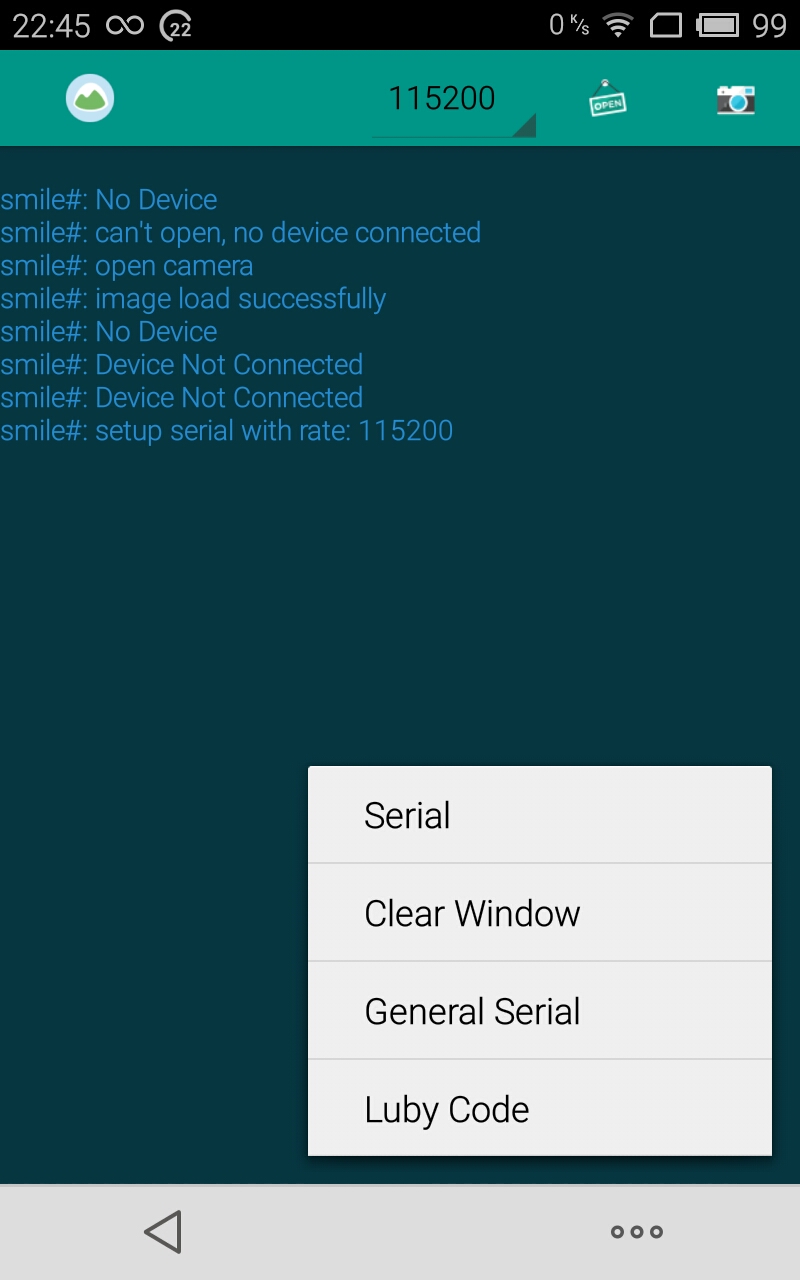 22:45 22 0 K/s 99
115200 OPEN
smile#: No Device
smile#: can't open, no device connected
smile#: open camera
smile#: image load successfully
smile#: No Device
smile#: Device Not Connected
smile#: Device Not Connected
smile#: setup serial with rate: 115200
Serial
Clear Window
General Serial
Luby Code